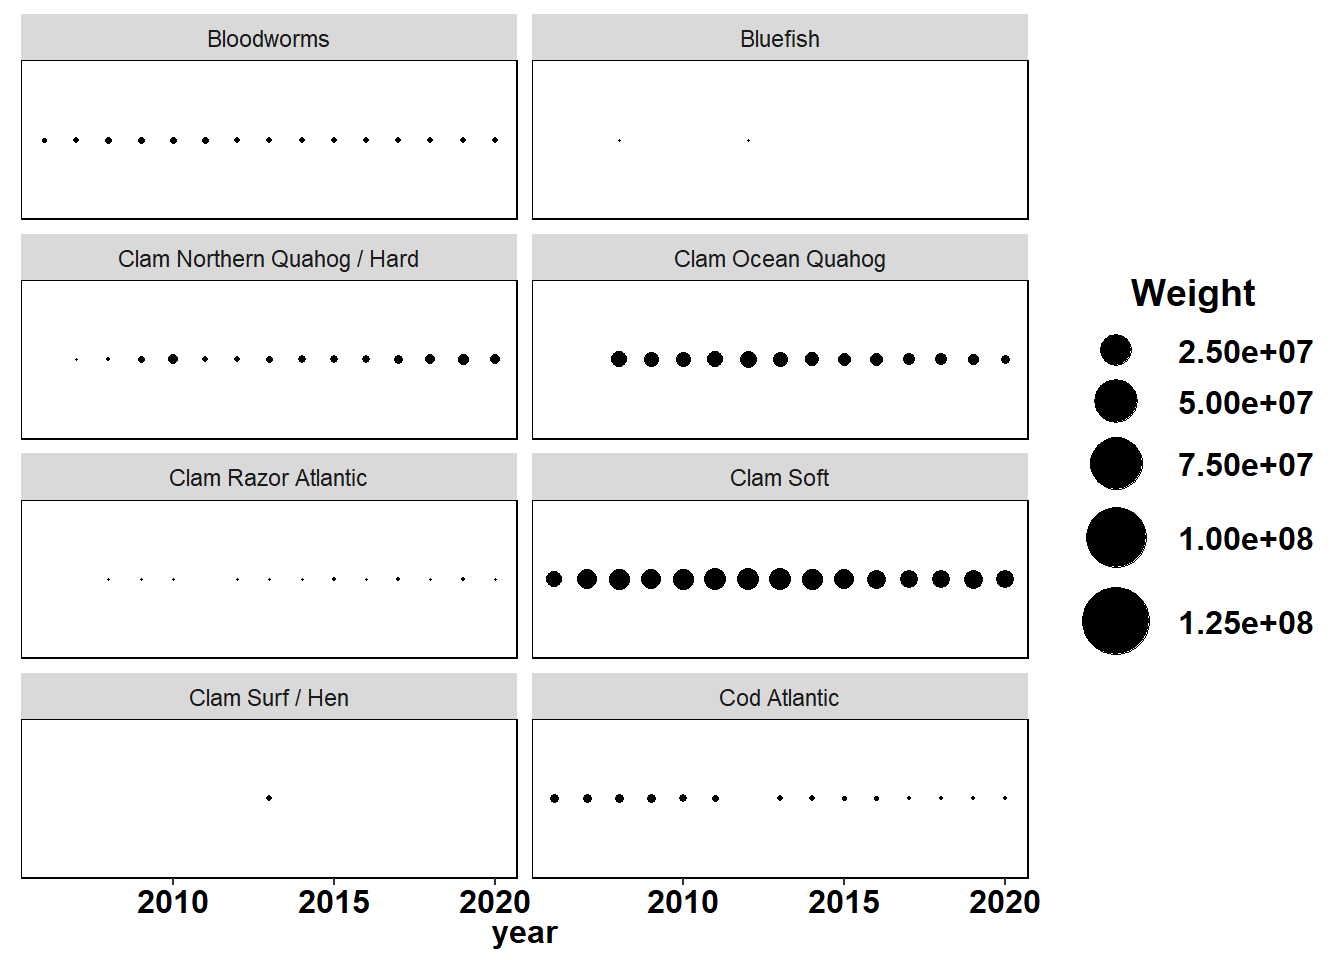 Bloodworms
Bluefish
Clam Northern Quahog / Hard
Clam Ocean Quahog
Clam Razor Atlantic
Clam Soft
Clam Surf / Hen
Cod Atlantic
2010 2015 2020
2010 2015 2020
year
Weight
2.50e+07
5.00e+07
7.50e+07
1.00e+08
1.25e+08